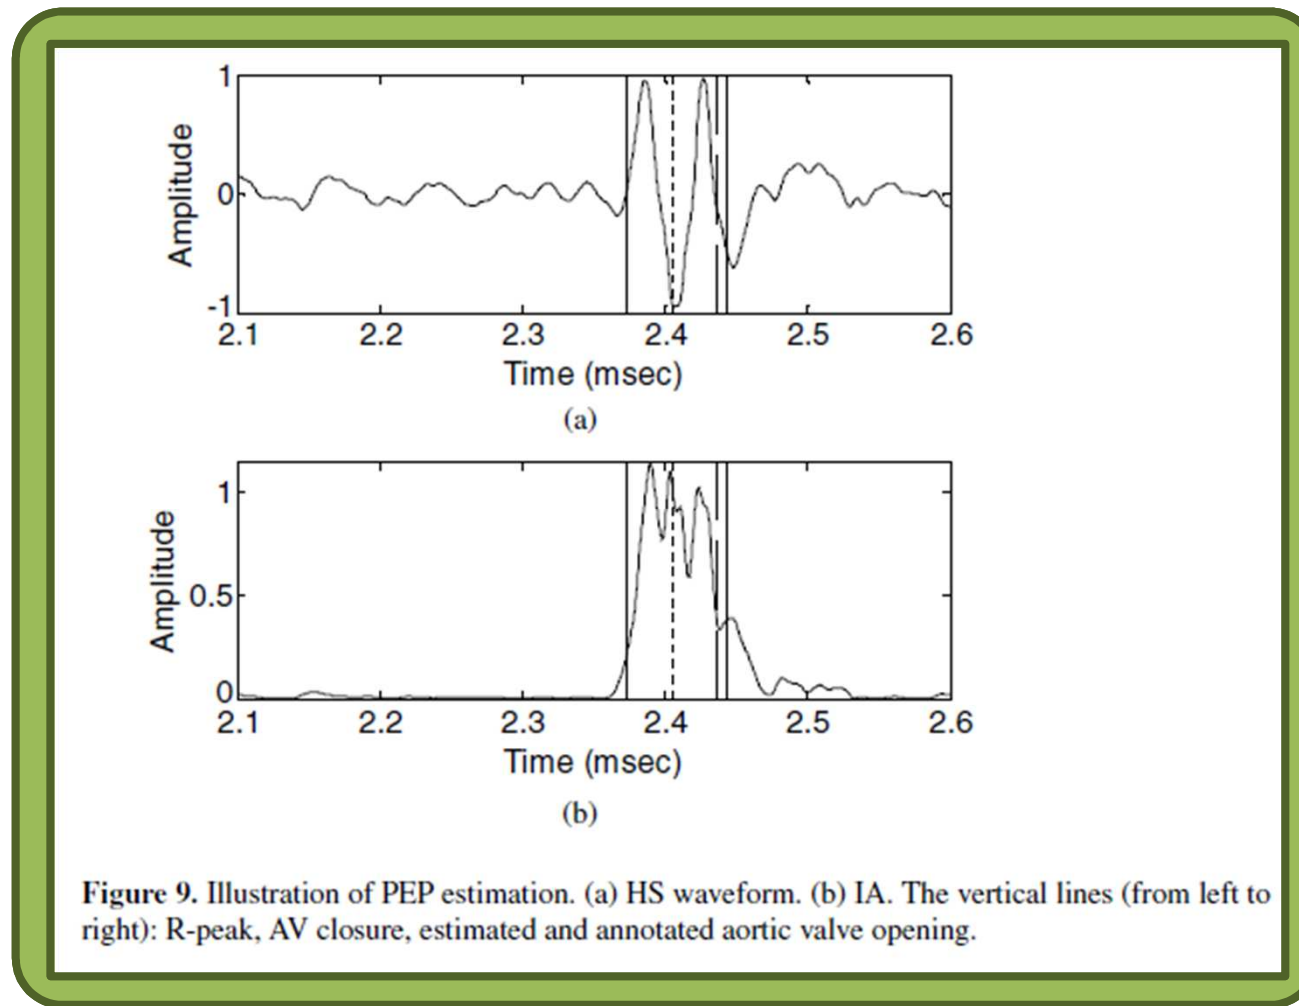 1
0
-1
Amplitude
2.1 2.2 2.3 2.4 2.5 2.6
Time (msec)
(a)
1
0.5
0
Amplitude
2.1 2.2 2.3 2.4 2.5 2.6
Time (msec)
(b)
Figure 9. Illustration of PEP estimation. (a) HS waveform. (b) IA. The vertical lines (from left to
right): R-peak, AV closure, estimated and annotated aortic valve opening.